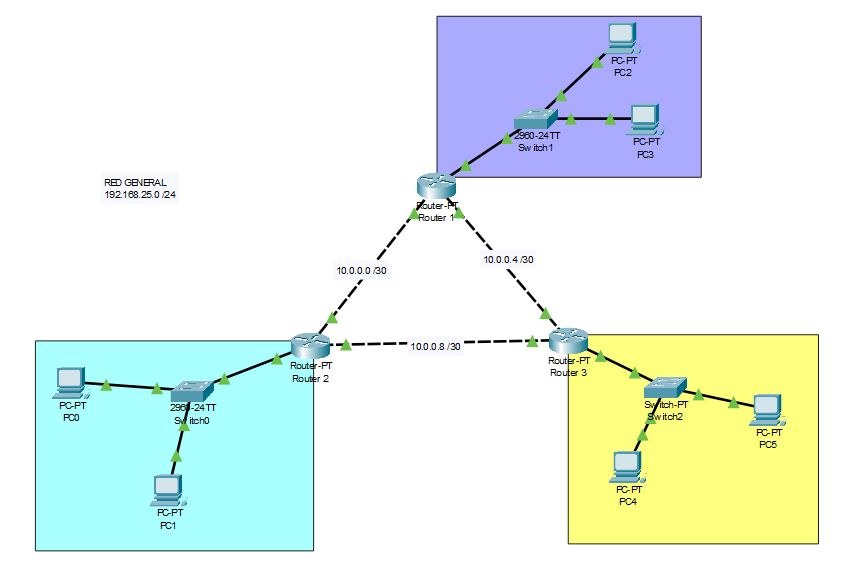 PC-PT
PC2
2960-24TT
Switch1
PC-PT
PC3
RED GENERAL
192.168.25.0 /24
Router-PT
Router 1
10.0.0.0 /30
10.0.0.4 /30
10.0.0.8 /30
Router-PT
Router 2
Router-PT
Router 3
PC-PT
PC0
2960-24TT
Switch0
PC-PT
PC1
Switch-PT
Switch2
PC-PT
PC5
PC-PT
PC4